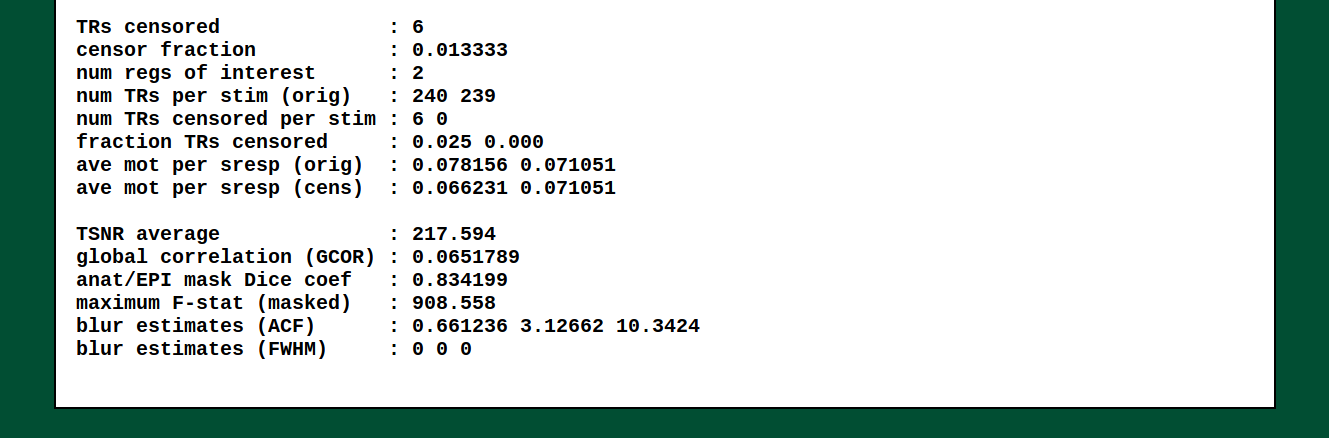 TRs censored              : 6
censor fraction           : 0.013333
num regs of interest      : 2
num TRs per stim (orig)   : 240 239
num TRs censored per stim : 6 0
fraction TRs censored     : 0.025 0.000
ave mot per sresp (orig)  : 0.078156 0.071051
ave mot per sresp (cens)  : 0.066231 0.071051
TSNR average              : 217.594
global correlation (GCOR) : 0.0651789
anat/EPI mask Dice coef   : 0.834199
maximum F-stat (masked)   : 908.558
blur estimates (ACF)      : 0.661236 3.12662 10.3424
blur estimates (FWHM)     : 0 0 0